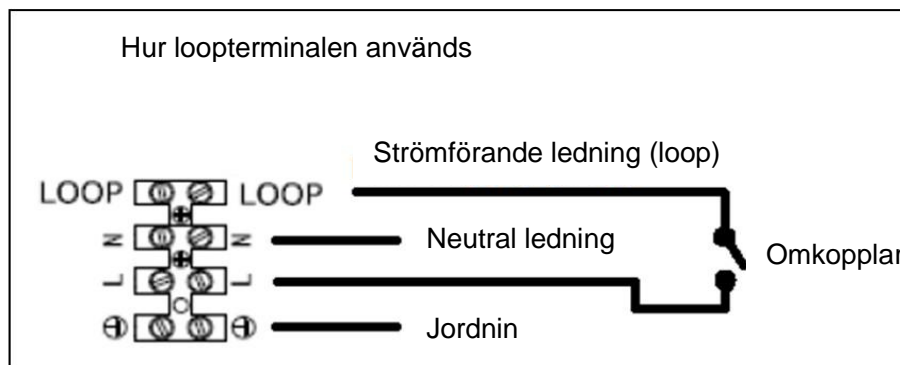 Hur loopterminalen används
Strömförande ledning (loop)
LOOP LOOP
N N Neutral ledning
Omkopplar
L L
Jordnin